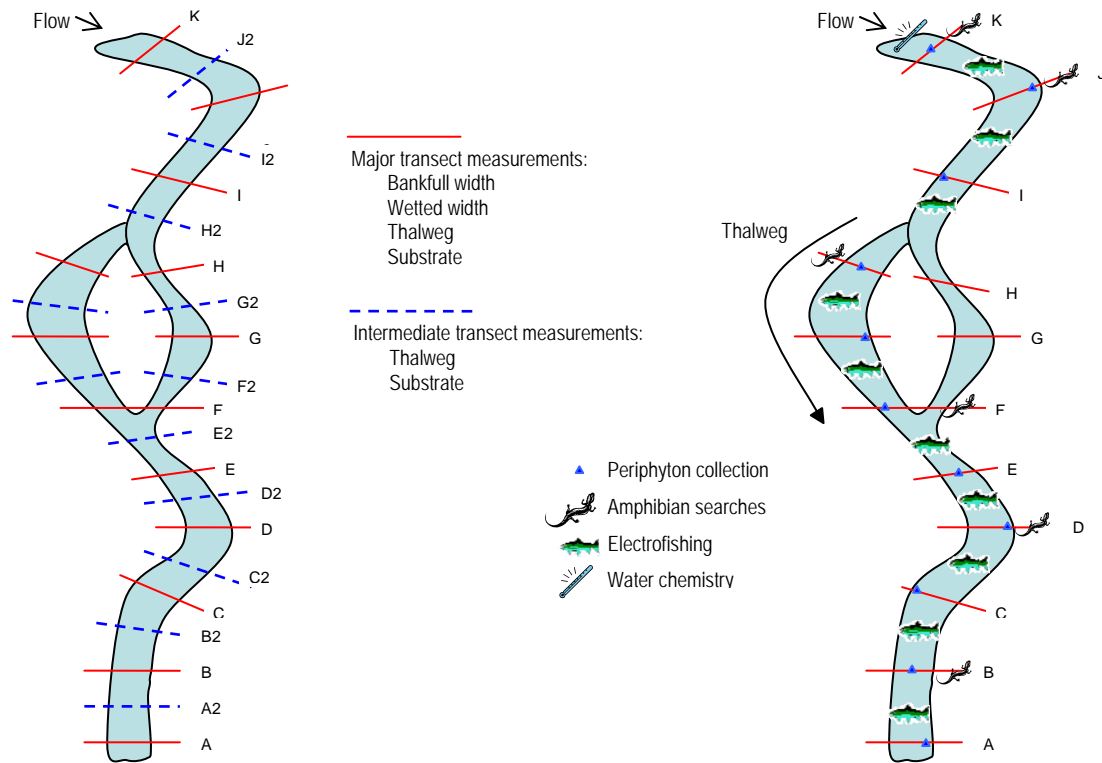 Flow
K
J2
I2
I
H2
H
G2
G
F2
F
E2
E
D2
D
C2
C
B2
B
A2
A
Major transect measurements:
Bankfull width
Wetted width
Thalweg
Substrate
Intermediate transect measurements:
Thalweg
Substrate
Flow
K
I
Thalweg
H
G
F
E
D
C
B
A
Periphyton collection
Amphibian searches
Electrofishing
Water chemistry